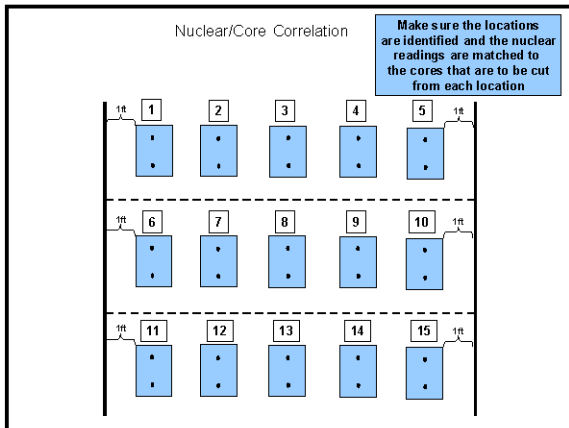 Nuclear/Core Correlation
Make sure the locations
are identified and the nuclear
readings are matched to
the cores that are to be cut
from each location
1ft 1 2 3 4 5 1ft
1ft 6 7 8 9 10 1ft
1ft 11 12 13 14 15 1ft